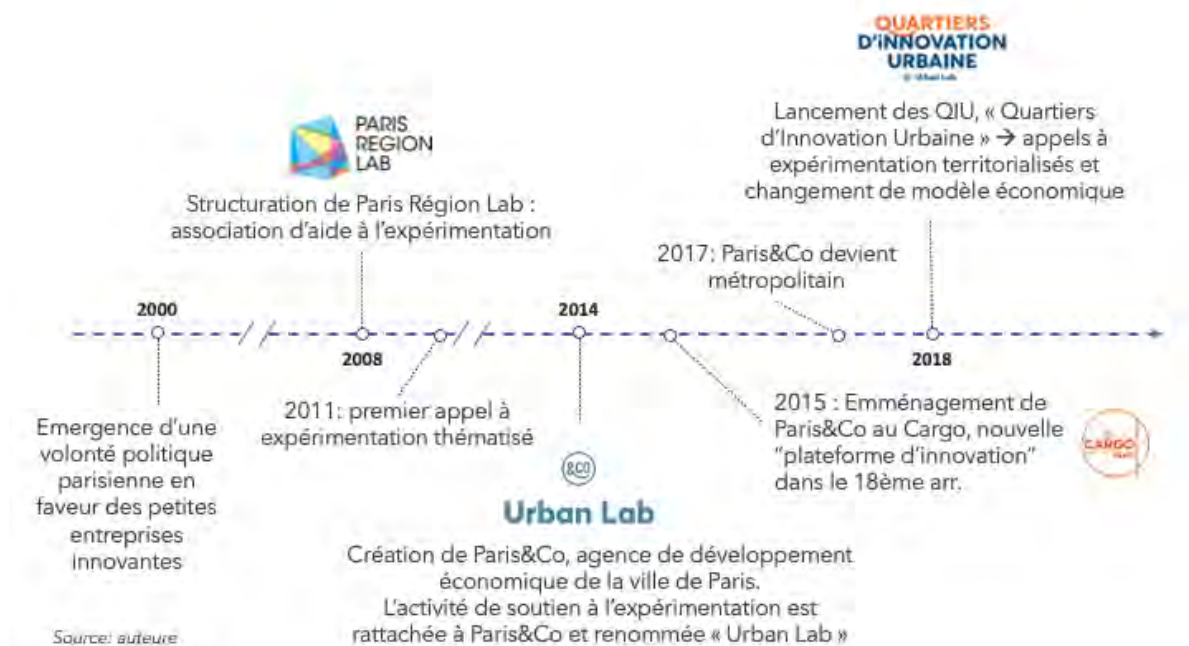 QUARTIERS
D'INNOVATION
URBAINE
Urban Lab
Lancement des QIU, « Quartiers
d'Innovation Urbaine » → appels à
expérimentation territorialisés et
changement de modèle économique
PARIS
REGION
LAB
Structuration de Paris Région Lab :
association d'aide à l'expérimentation
2017: Paris&Co devient
métropolitain
2000
2008
2014
2018
Emergence d'une
volonté politique
parisienne en
faveur des petites
entreprises
innovantes
2011: premier appel à
expérimentation thématisé
2015 : Emménagement de
Paris&Co au Cargo, nouvelle
"plateforme d'innovation"
dans le 18ème arr.
CARGO
&CO
Urban Lab
Création de Paris&Co, agence de développement
économique de la ville de Paris.
L'activité de soutien à l'expérimentation est
rattachée à Paris&Co et renommée « Urban Lab »
Source: auteure